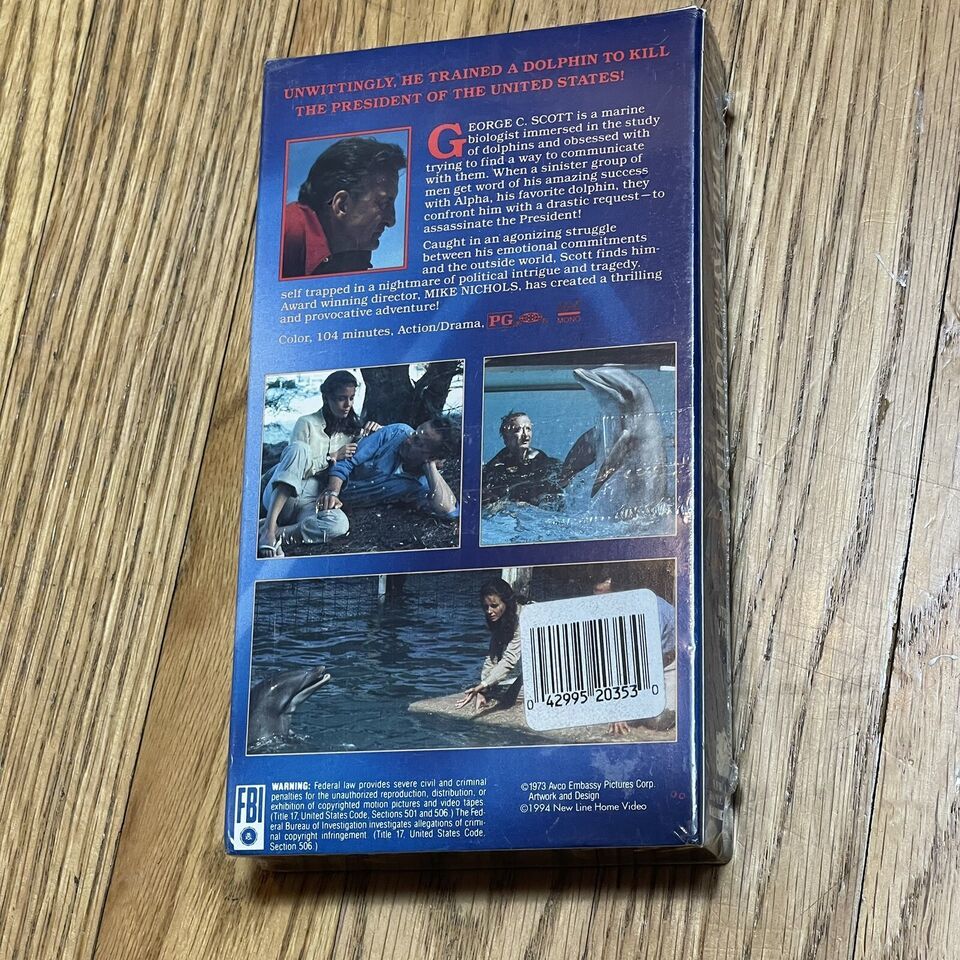 UNWITTINGLY, HE TRAINED A DOLPHIN TO KILL
THE PRESIDENT OF THE UNITED STATES!
GEORGE C. SCOTT is a marine
biologist immersed in the study
of dolphins and obsessed with
trying to find a way to communicate
with them. When a sinister group of
men get word of his amazing success
with Alpha, his favorite dolphin, they
confront him with a drastic request—to
assassinate the President!
Caught in an agonizing struggle
between his emotional commitments
and the outside world, Scott finds him-
self trapped in a nightmare of political intrigue and tragedy.
Award winning director, MIKE NICHOLS, has created a thrilling
and provocative adventure!
Color, 104 minutes, Action/Drama, PG
MONO
0 42995 20353 0
FBI
WARNING: Federal law provides severe civil and criminal
penalties for the unauthorized reproduction, distribution, or
exhibition of copyrighted motion pictures and video tapes.
(Title 17, United States Code, Sections 501 and 506.) The Fed-
eral Bureau of Investigation investigates allegations of crimi-
nal copyright infringement (Title 17, United States Code,
Section 506.)
©1973 Avco Embassy Pictures Corp.
Artwork and Design
©1994 New Line Home Video